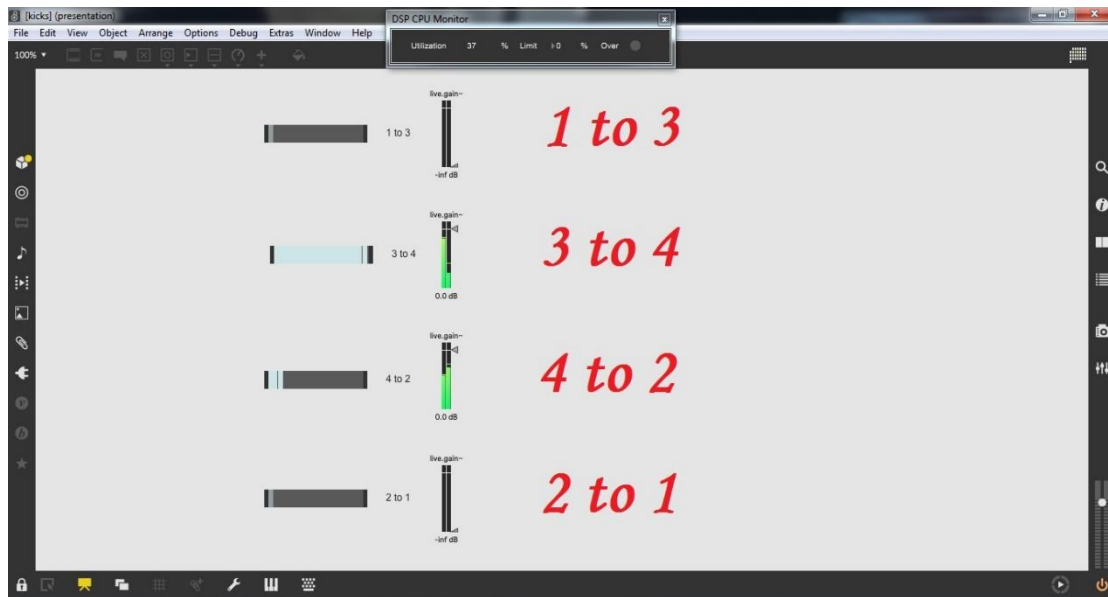 [kicks] (presentation)
DSP CPU Monitor
File Edit View Object Arrange Options Debug Extras Window Help
Utilization 37 % Limit 0 % Over
100%
live.gain~
1 to 3
1 to 3
-inf dB
live.gain~
3 to 4
3 to 4
0.0 dB
live.gain~
4 to 2
4 to 2
0.0 dB
live.gain~
2 to 1
2 to 1
-inf dB